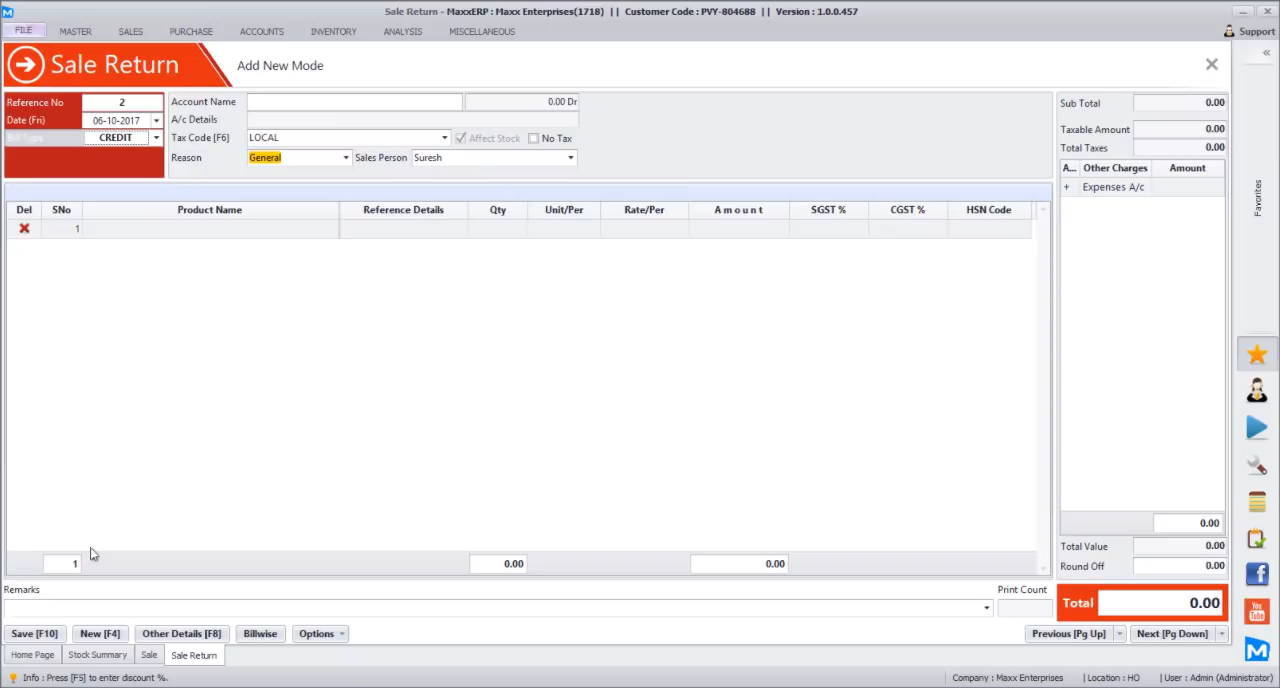 Sale Return - MaxxERP : Maxx Enterprises(1718) || Customer Code : PVY-804688 || Version : 1.0.0.457
FILE MASTER SALES PURCHASE ACCOUNTS INVENTORY ANALYSIS MISCELLANEOUS Support
Sale Return Add New Mode
Reference No 2 Account Name 0.00 Dr Sub Total 0.00
Date (Fri) 06-10-2017 A/c Details
Bill Type CREDIT Tax Code [F6] LOCAL Affect Stock No Tax Taxable Amount 0.00
Reason General Sales Person Suresh Total Taxes 0.00
A... Other Charges Amount
+ Expenses A/c
Favorites
Del SNo Product Name Reference Details Qty Unit/Per Rate/Per A m o u n t SGST % CGST % HSN Code
1
0.00
Total Value 0.00
1 0.00 0.00 Round Off 0.00
Remarks Print Count
Total 0.00
You
Tube
Save [F10] New [F4] Other Details [F8] Billwise Options Previous [Pg Up] Next [Pg Down]
Home Page Stock Summary Sale Sale Return
Info : Press [F5] to enter discount %. Company : Maxx Enterprises | Location : HO | User : Admin (Administrator)